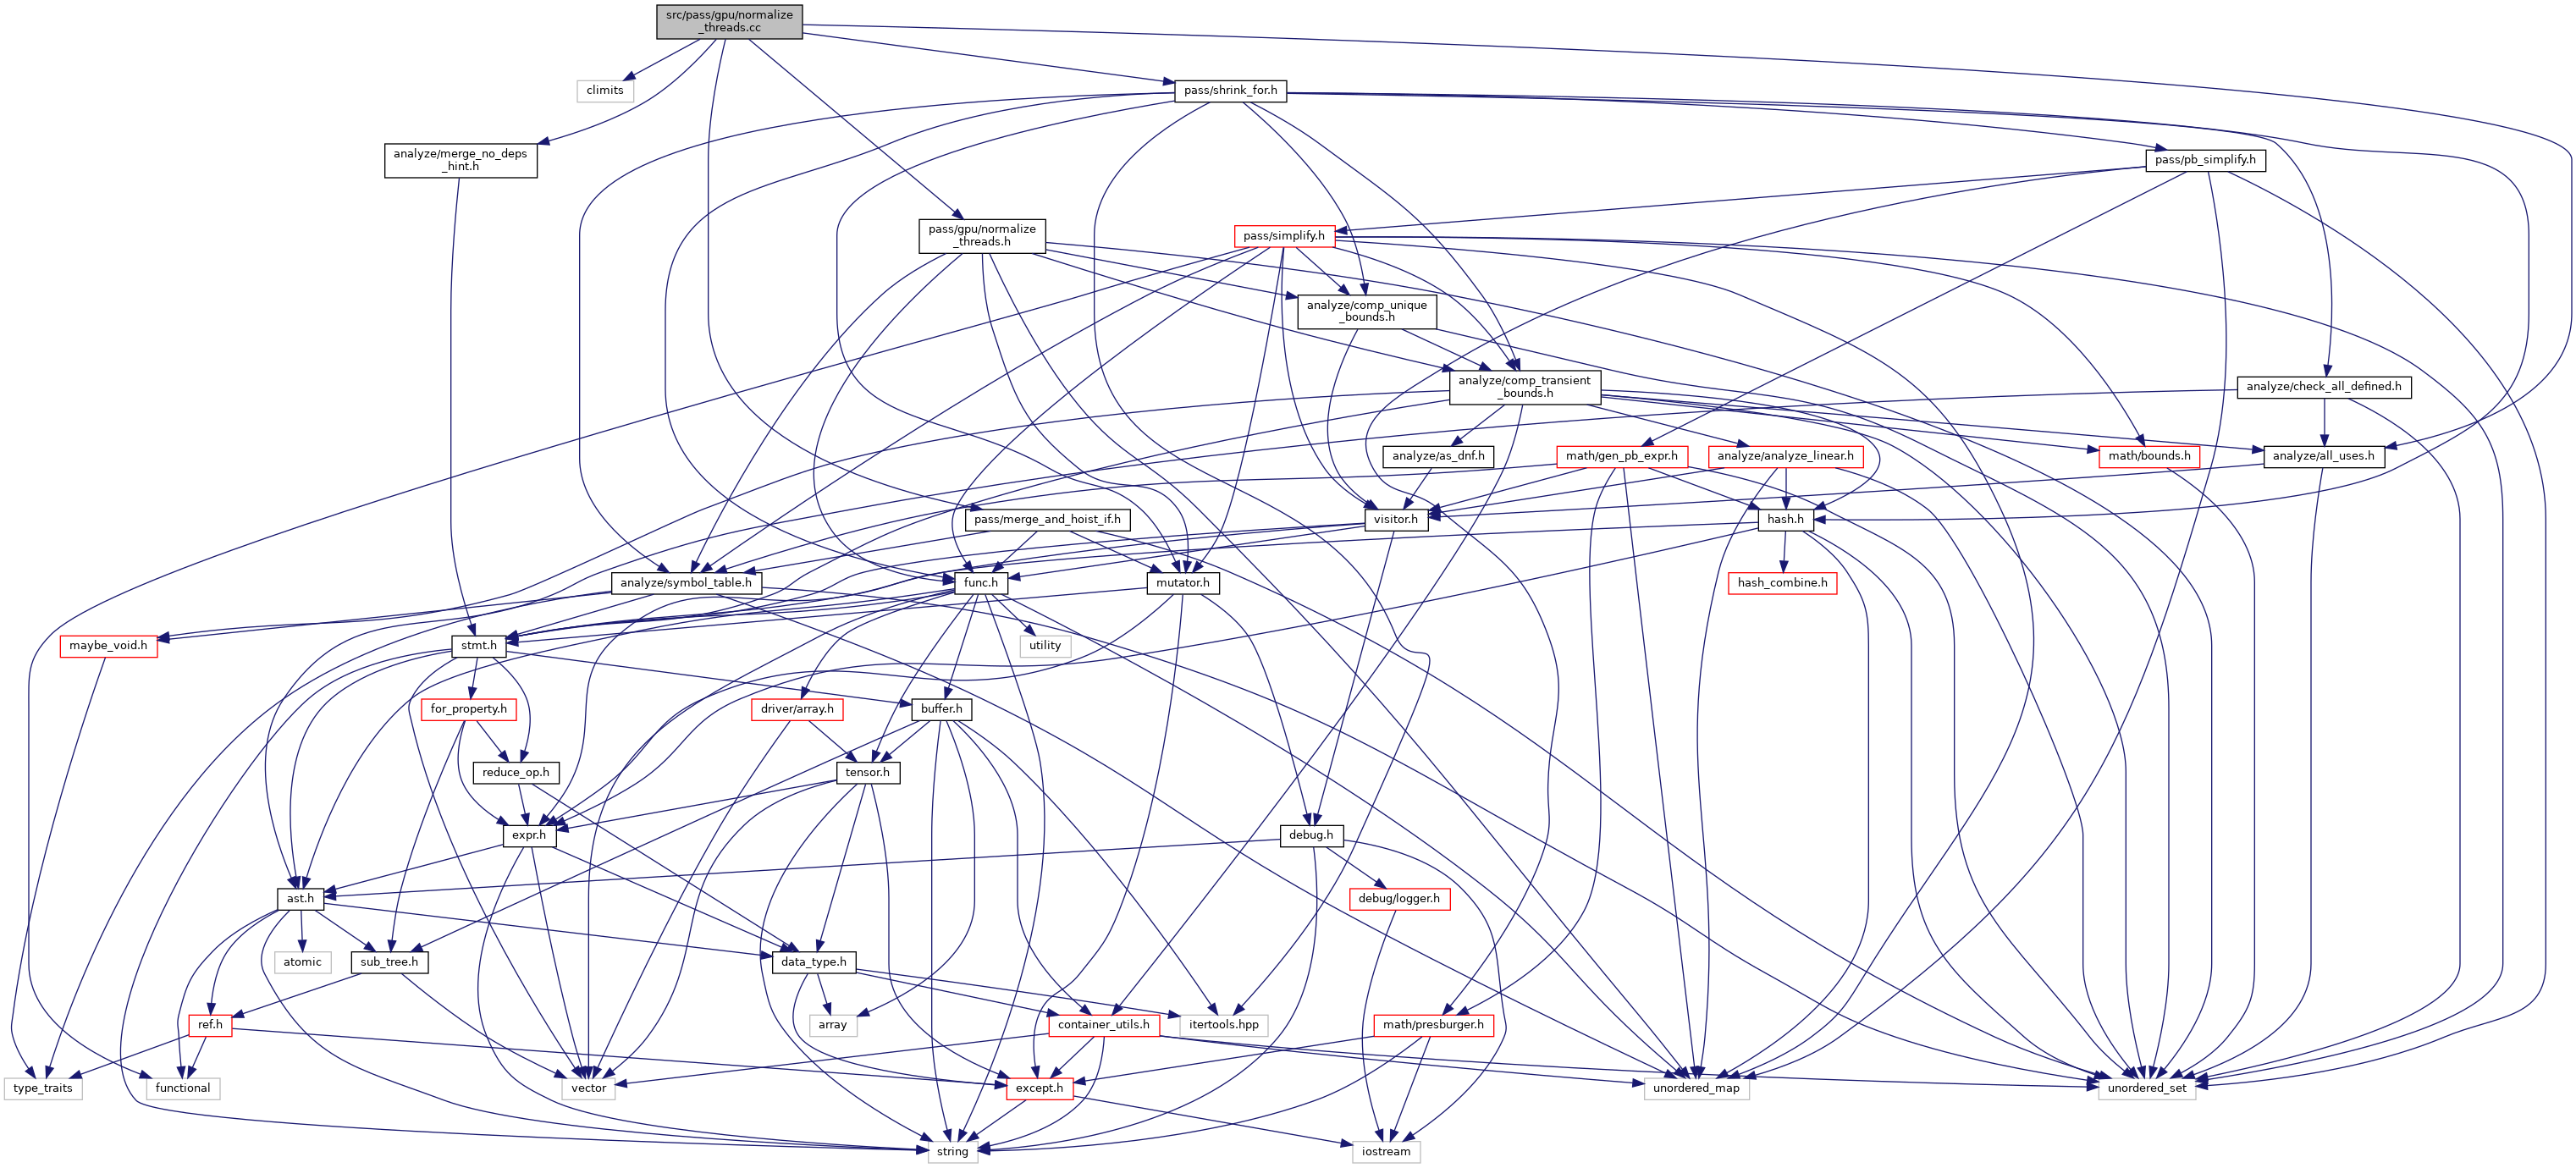 src/pass/gpu/normalize
_threads.cc
climits
pass/shrink_for.h
analyze/merge_no_deps
_hint.h
pass/pb_simplify.h
pass/gpu/normalize
_threads.h
pass/simplify.h
analyze/comp_unique
_bounds.h
analyze/comp_transient
_bounds.h
analyze/check_all_defined.h
analyze/as_dnf.h
math/gen_pb_expr.h
analyze/analyze_linear.h
math/bounds.h
analyze/all_uses.h
pass/merge_and_hoist_if.h
visitor.h
hash.h
analyze/symbol_table.h
func.h
mutator.h
hash_combine.h
maybe_void.h
stmt.h
utility
for_property.h
driver/array.h
buffer.h
reduce_op.h
tensor.h
expr.h
debug.h
ast.h
debug/logger.h
atomic
sub_tree.h
data_type.h
ref.h
array
container_utils.h
itertools.hpp
math/presburger.h
type_traits
functional
vector
except.h
unordered_map
unordered_set
string
iostream